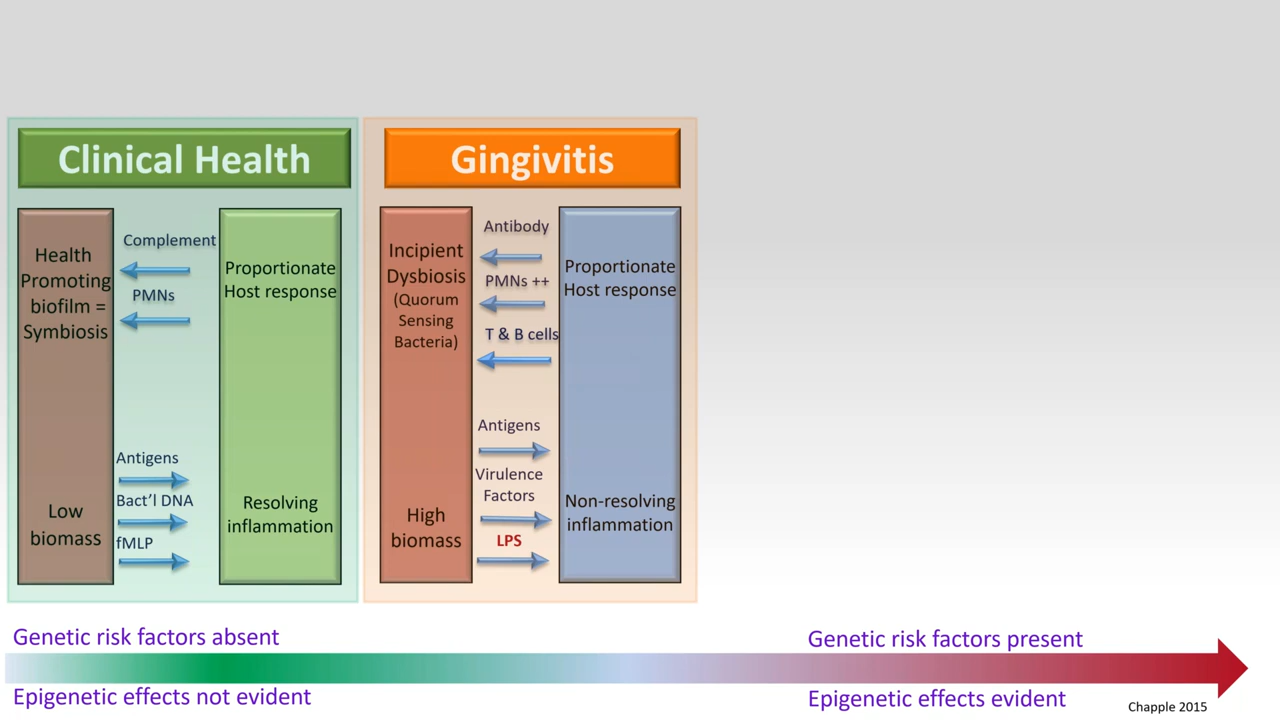 Clinical Health
Health
Promoting
biofilm =
Symbiosis
Low
biomass
Complement
PMNs
Antigens
Bact'l DNA
fMLP
Proportionate
Host response
Resolving
inflammation
Gingivitis
Incipient
Dysbiosis
(Quorum
Sensing
Bacteria)
High
biomass
Antibody
PMNs ++
T & B cells
Antigens
Virulence
Factors
LPS
Proportionate
Host response
Non-resolving
inflammation
Genetic risk factors absent
Genetic risk factors present
Epigenetic effects not evident
Epigenetic effects evident
Chapple 2015